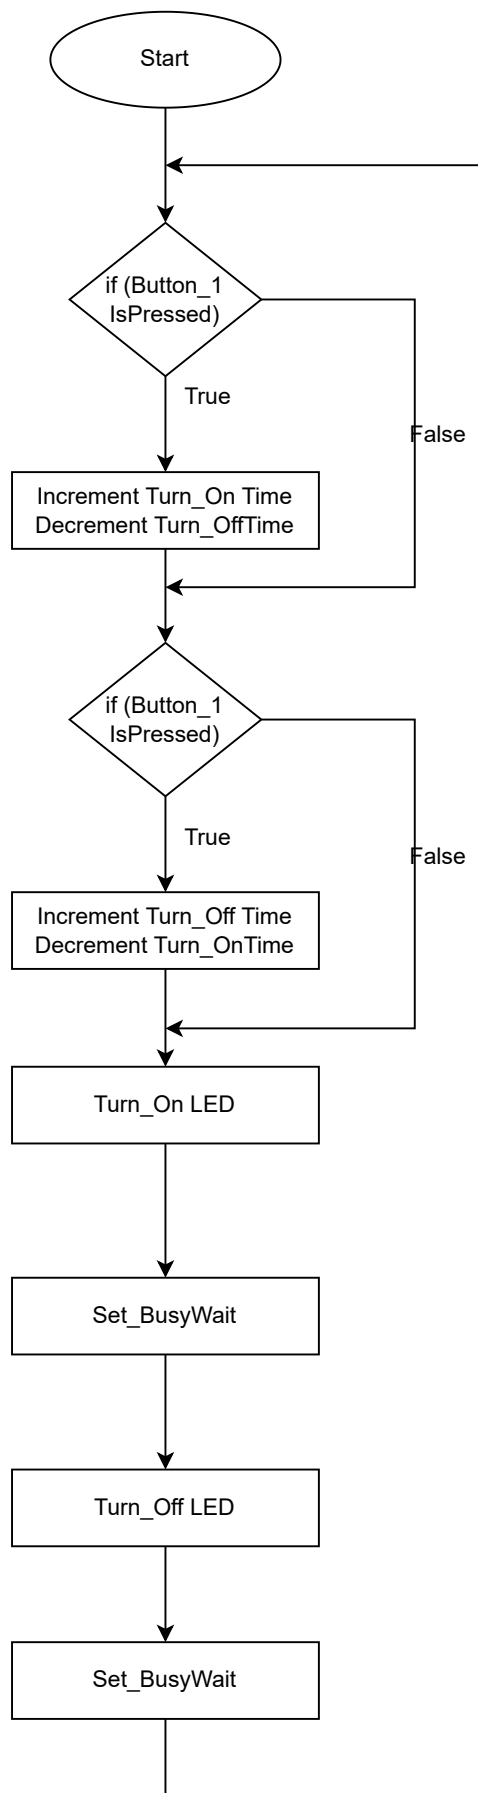 Start
if (Button_1
IsPressed)
True
False
Increment Turn_On Time
Decrement Turn_OffTime
if (Button_1
IsPressed)
True
False
Increment Turn_Off Time
Decrement Turn_OnTime
Turn_On LED
Set_BusyWait
Turn_Off LED
Set_BusyWait